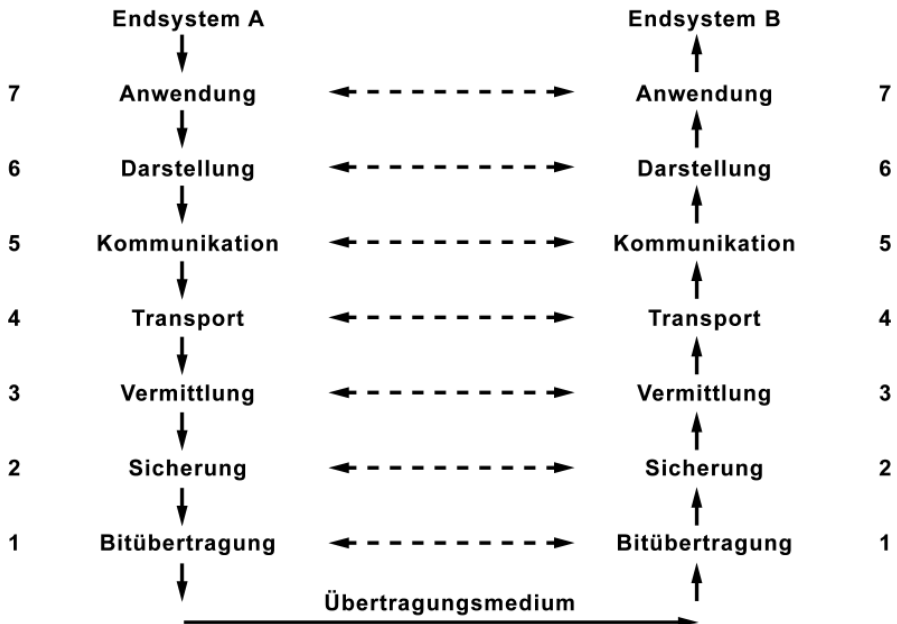 Endsystem A Endsystem B
7 Anwendung Anwendung 7
6 Darstellung Darstellung 6
5 Kommunikation Kommunikation 5
4 Transport Transport 4
3 Vermittlung Vermittlung 3
2 Sicherung Sicherung 2
1 Bitübertragung Bitübertragung 1
Übertragungsmedium